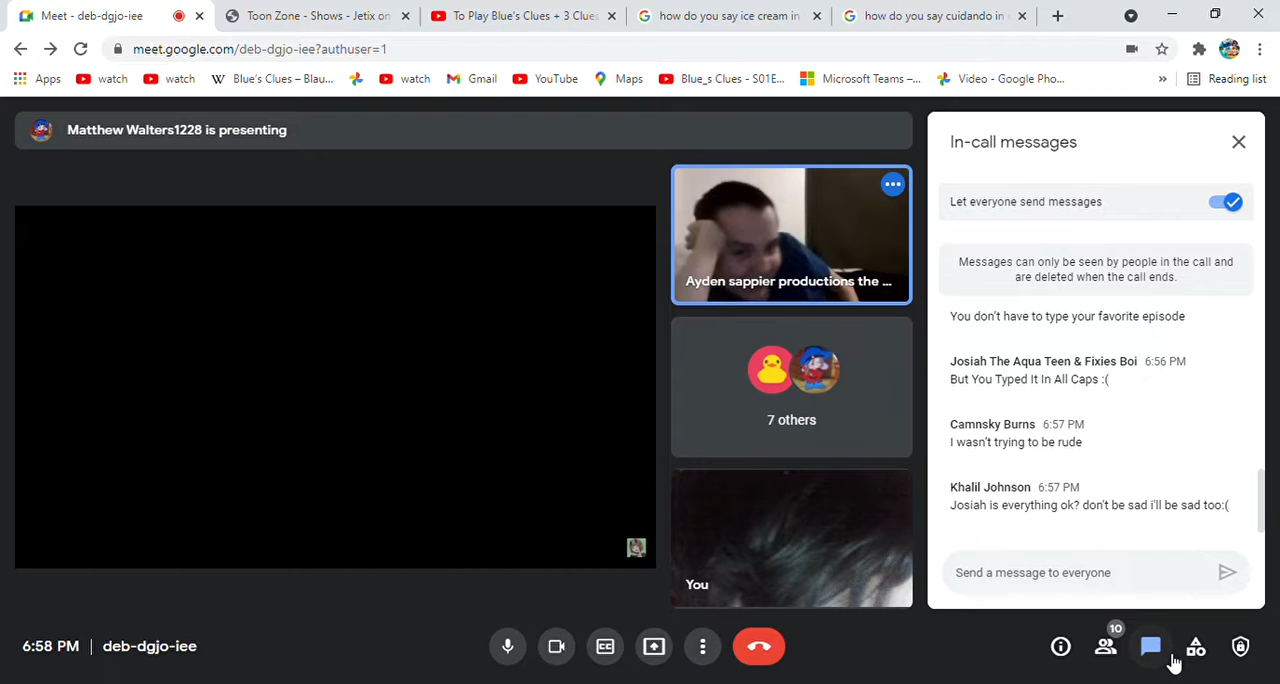 Meet - deb-dgjo-iee
Toon Zone - Shows - Jetix on
To Play Blue's Clues + 3 Clues
how do you say ice cream in
how do you say cuidando in
meet.google.com/deb-dgjo-iee?authuser=1
Apps
watch
watch
Blue's Clues – Blau...
watch
Gmail
YouTube
Maps
Blue_s Clues - S01E...
Microsoft Teams –...
Video - Google Pho...
Reading list
Matthew Walters1228 is presenting
Ayden sappier productions the ...
7 others
You
In-call messages
Let everyone send messages
Messages can only be seen by people in the call and
are deleted when the call ends.
You don't have to type your favorite episode
Josiah The Aqua Teen & Fixies Boi 6:56 PM
But You Typed It In All Caps :(
Camnsky Burns 6:57 PM
I wasn't trying to be rude
Khalil Johnson 6:57 PM
Josiah is everything ok? don't be sad i'll be sad too:(
Send a message to everyone
6:58 PM | deb-dgjo-iee
CC
10